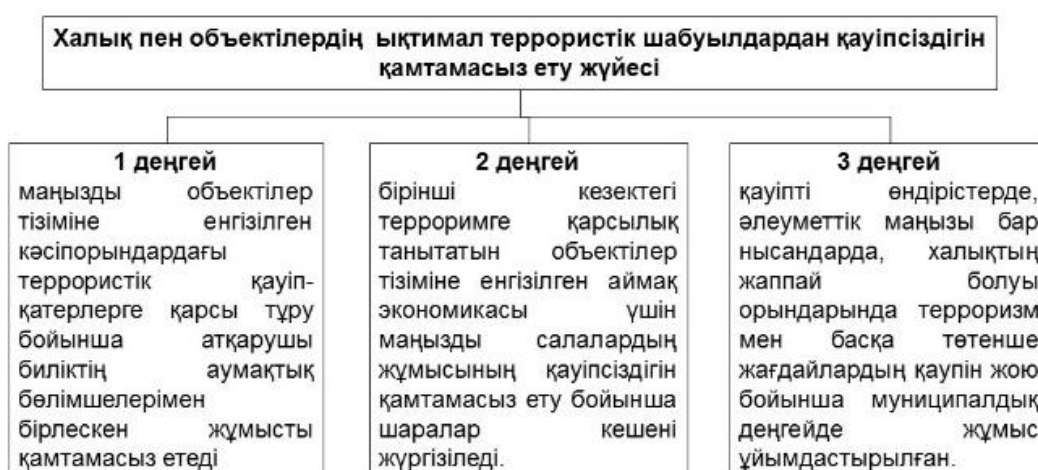 Халық пен объектілердің ықтимал террористік шабуылдардан қауіпсіздігін
қамтамасыз ету жүйесі
1 деңгей
маңызды объектілер
тізіміне енгізілген
кәсіпорындардағы
террористік қауіп-
қатерлерге қарсы тұру
бойынша атқарушы
биліктің аумақтық
бөлімшелерімен
бірлескен жұмысты
қамтамасыз етеді
2 деңгей
бірінші кезектегі
терроримге қарсылық
танытатын объектілер
тізіміне енгізілген аймақ
экономикасы үшін
маңызды салалардың
жұмысының қауіпсіздігін
қамтамасыз ету бойынша
шаралар кешені
жүргізіледі.
3 деңгей
қауіпті өндірістерде,
әлеуметтік маңызы бар
нысандарда, халықтың
жаппай болуы
орындарында терроризм
мен басқа төтенше
жағдайлардың қаупін жою
бойынша муниципалдық
деңгейде жұмыс
ұйымдастырылған.